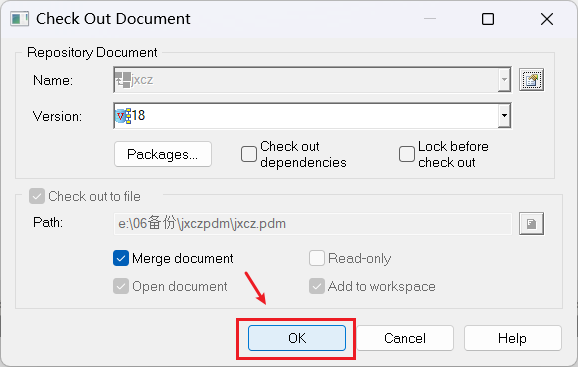 Check Out Document
Repository Document
Name: jxcz
Version: 18
Packages...
Check out dependencies
Lock before check out
Check out to file
Path: e:\06备份\jxczpdm\jxcz.pdm
Merge document
Read-only
Open document
Add to workspace
OK
Cancel
Help